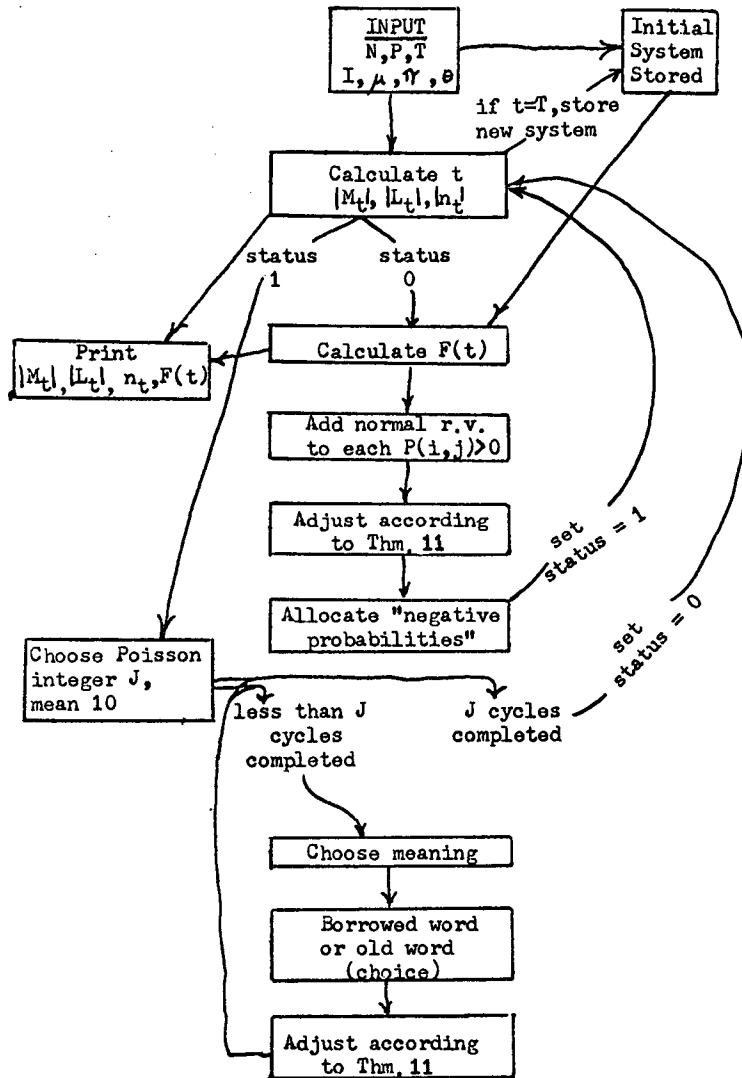 INPUT
N,P,T
I, μ, π, θ
Initial
System
Stored
if t=T,store
new system
Calculate t
|M_t|, |L_t|, |n_t|
status
1
status
0
Print
|M_t|, |L_t|, n_t, F(t)
Calculate F(t)
Add normal r.v.
to each P(i,j)>0
Adjust according
to Thm. 11
set
status = 1
Allocate "negative
probabilities"
set
status = 0
Choose Poisson
integer J,
mean 10
less than J
cycles
completed
J cycles
completed
Choose meaning
Borrowed word
or old word
(choice)
Adjust according
to Thm. 11